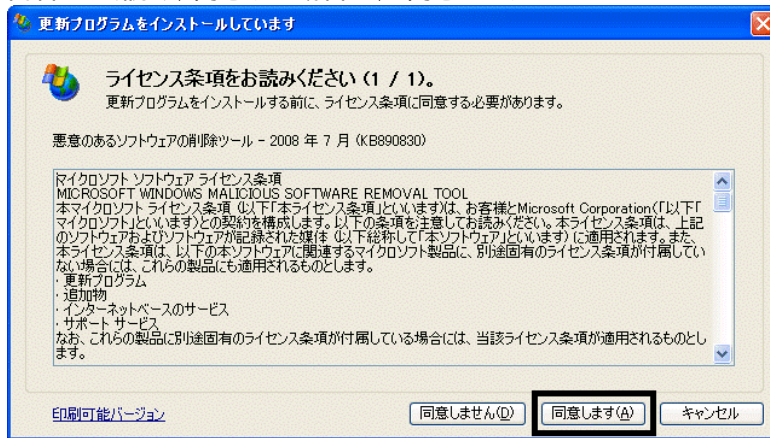 更新プログラムをインストールしています
ライセンス条項をお読みください (1 / 1)。
更新プログラムをインストールする前に、ライセンス条項に同意する必要があります。
悪意のあるソフトウェアの削除ツール - 2008 年 7 月 (KB890830)
マイクロソフト ソフトウェア ライセンス条項
MICROSOFT WINDOWS MALICIOUS SOFTWARE REMOVAL TOOL
本マイクロソフト ライセンス条項 (以下「本ライセンス条項」といいます)は、お客様とMicrosoft Corporation(「以下「
マイクロソフト」といいます)との契約を構成します。以下の条項を注意してお読みください。本ライセンス条項は、上記
のソフトウェアおよびソフトウェアが記録された媒体 (以下総称して「本ソフトウェア」といいます) に適用されます。また、
本ライセンス条項は、以下の本ソフトウェアに関連するマイクロソフト製品に、別途固有のライセンス条項が付属してい
ない場合には、これらの製品にも適用されるものとします。
・更新プログラム
・追加物
・インターネットベースのサービス
・サポート サービス
なお、これらの製品に別途固有のライセンス条項が付属している場合には、当該ライセンス条項が適用されるものとし
ます。
印刷可能バージョン
同意しません(D)
同意します(A)
キャンセル